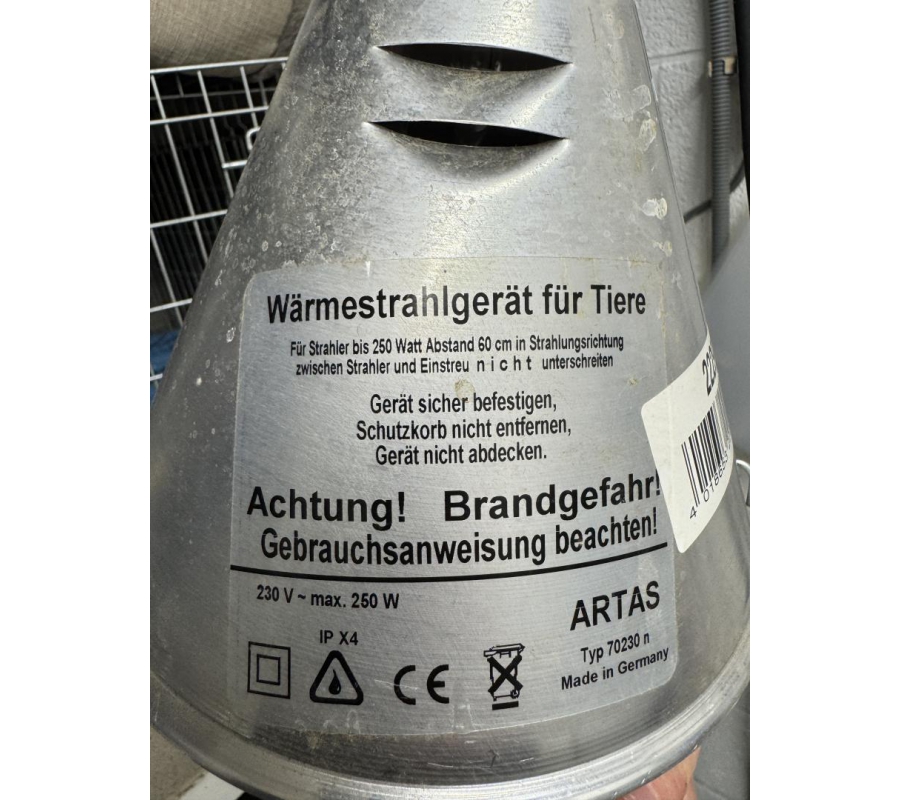 Wärmestrahlgerät für Tiere
Für Strahler bis 250 Watt Abstand 60 cm in Strahlungsrichtung
zwischen Strahler und Einstreu n i c h t unterschreiten
Gerät sicher befestigen,
Schutzkorb nicht entfernen,
Gerät nicht abdecken.
Achtung! Brandgefahr!
Gebrauchsanweisung beachten!
230 V ~ max. 250 W
IP X4
CE
ARTAS
Typ 70230 n
Made in Germany